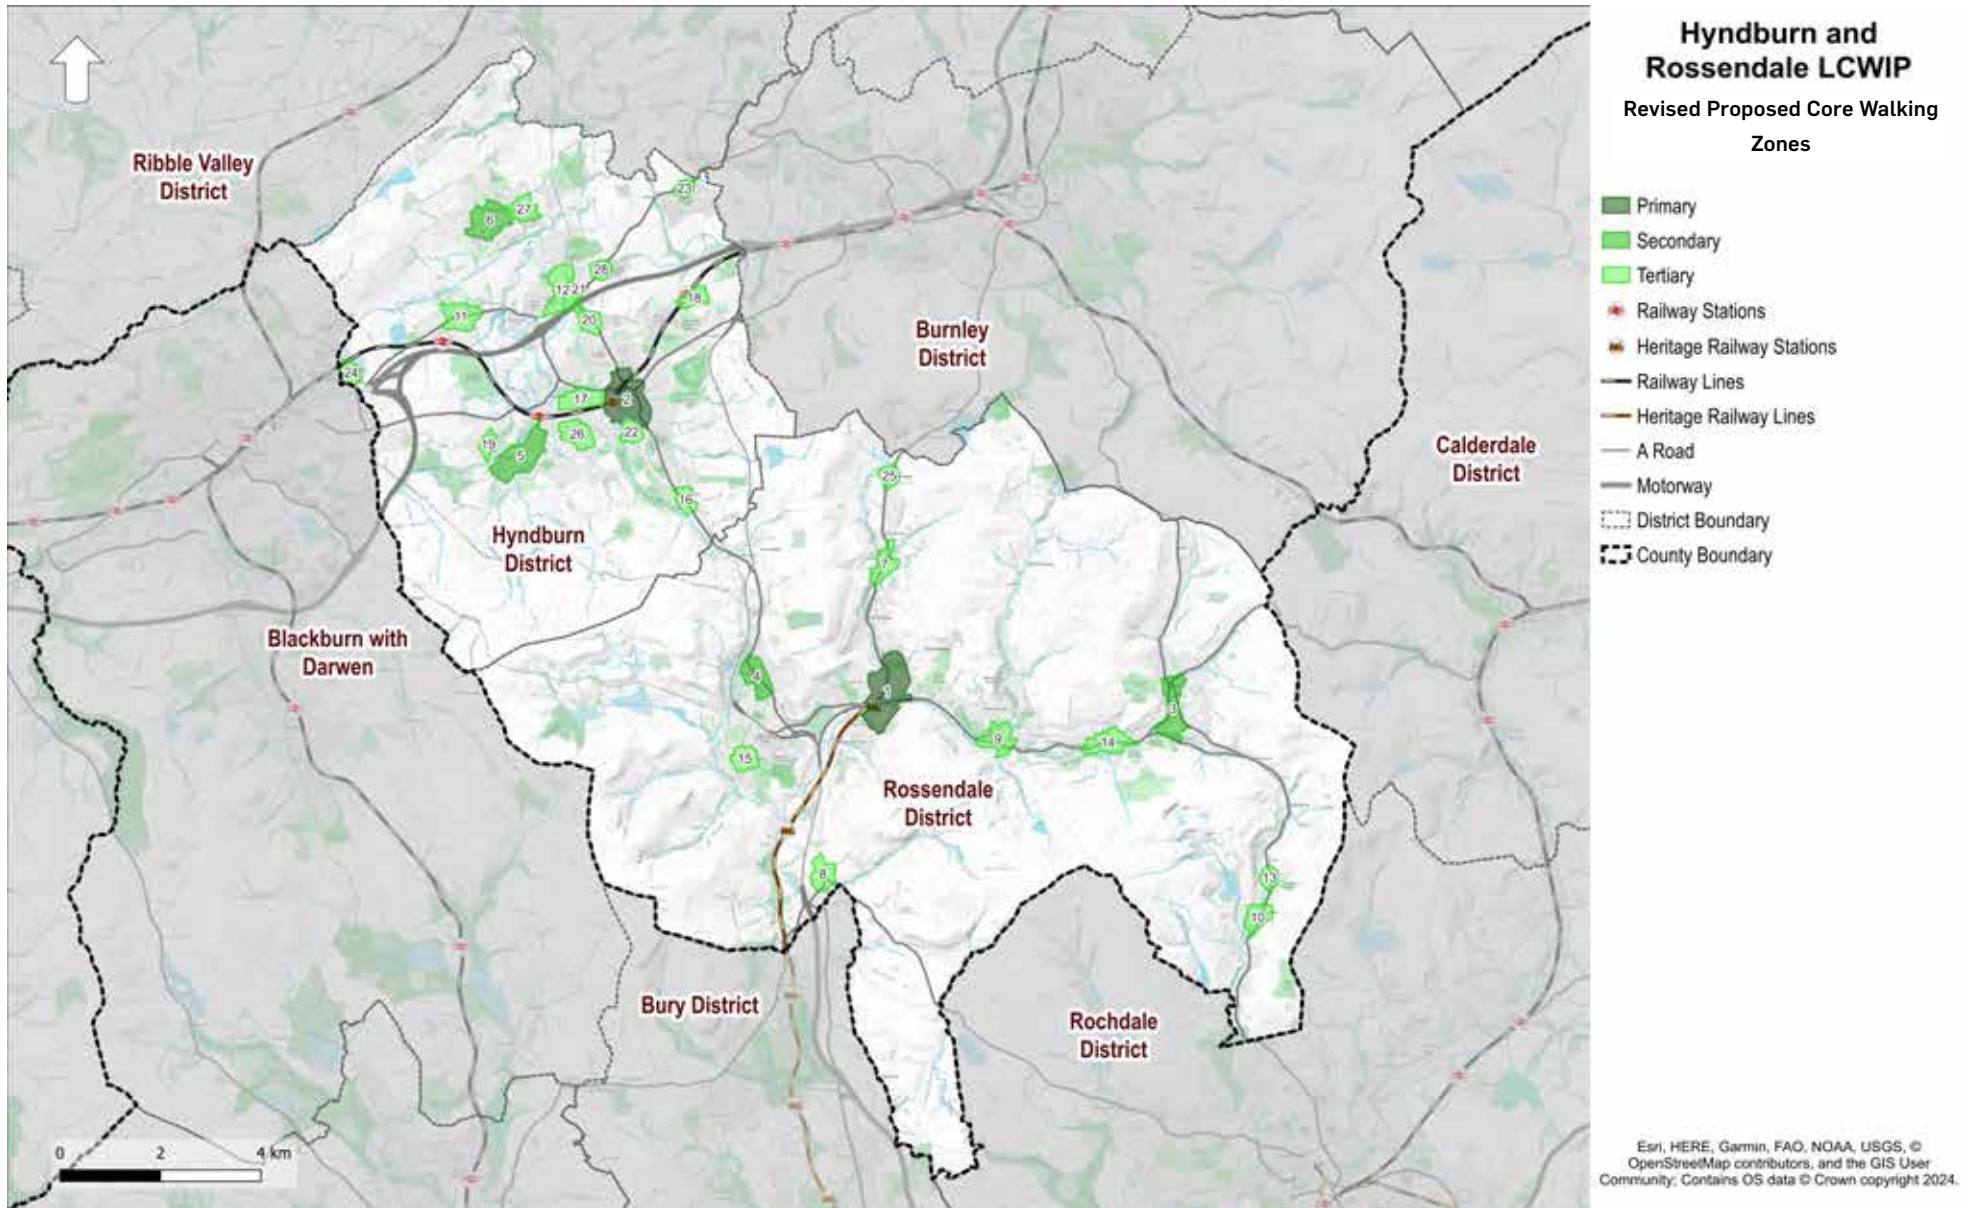 Hyndburn and
Rossendale LCWIP
Revised Proposed Core Walking
Zones
Primary
Secondary
Tertiary
Railway Stations
Heritage Railway Stations
Railway Lines
Heritage Railway Lines
A Road
Motorway
District Boundary
County Boundary
Ribble Valley
District
23
27
6
28
12
21
18
11
20
24
17
2
26
22
19
5
16
Burnley
District
Calderdale
District
25
Hyndburn
District
7
Blackburn with
Darwen
4
1
3
9
14
15
Rossendale
District
8
13
10
Bury District
Rochdale
District
0 2 4 km
Esri, HERE, Garmin, FAO, NOAA, USGS, ©
OpenStreetMap contributors, and the GIS User
Community; Contains OS data © Crown copyright 2024.